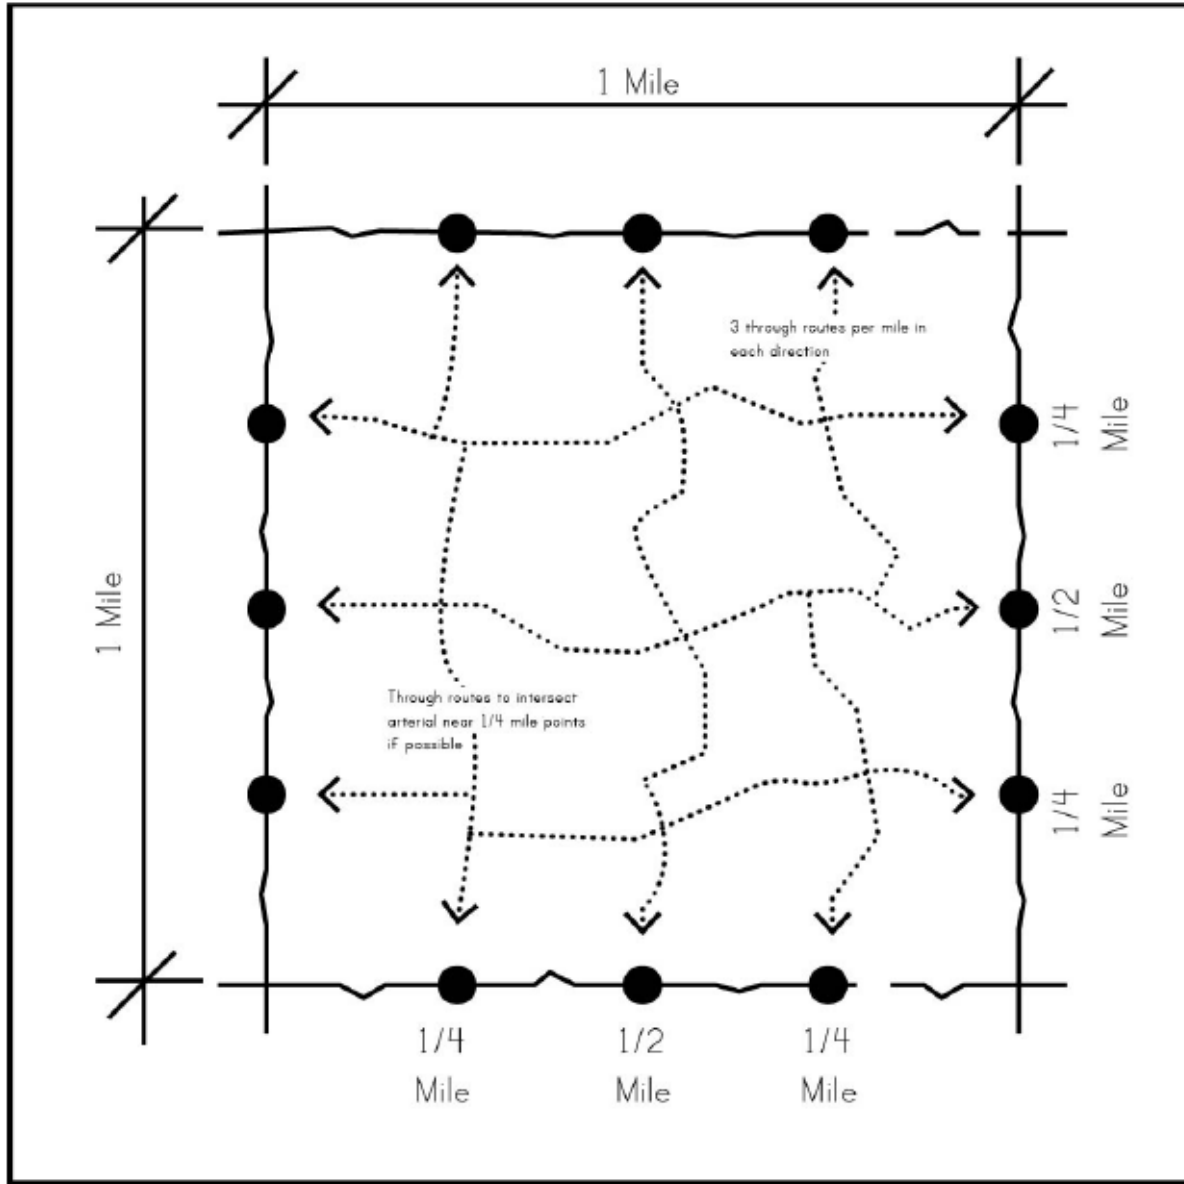 1 Mile
3 through routes per mile in
each direction
1/4
Mile
1 Mile
1/2
Mile
Through routes to intersect
arterial near 1/4 mile points
if possible
1/4
Mile
1/4
Mile
1/2
Mile
1/4
Mile